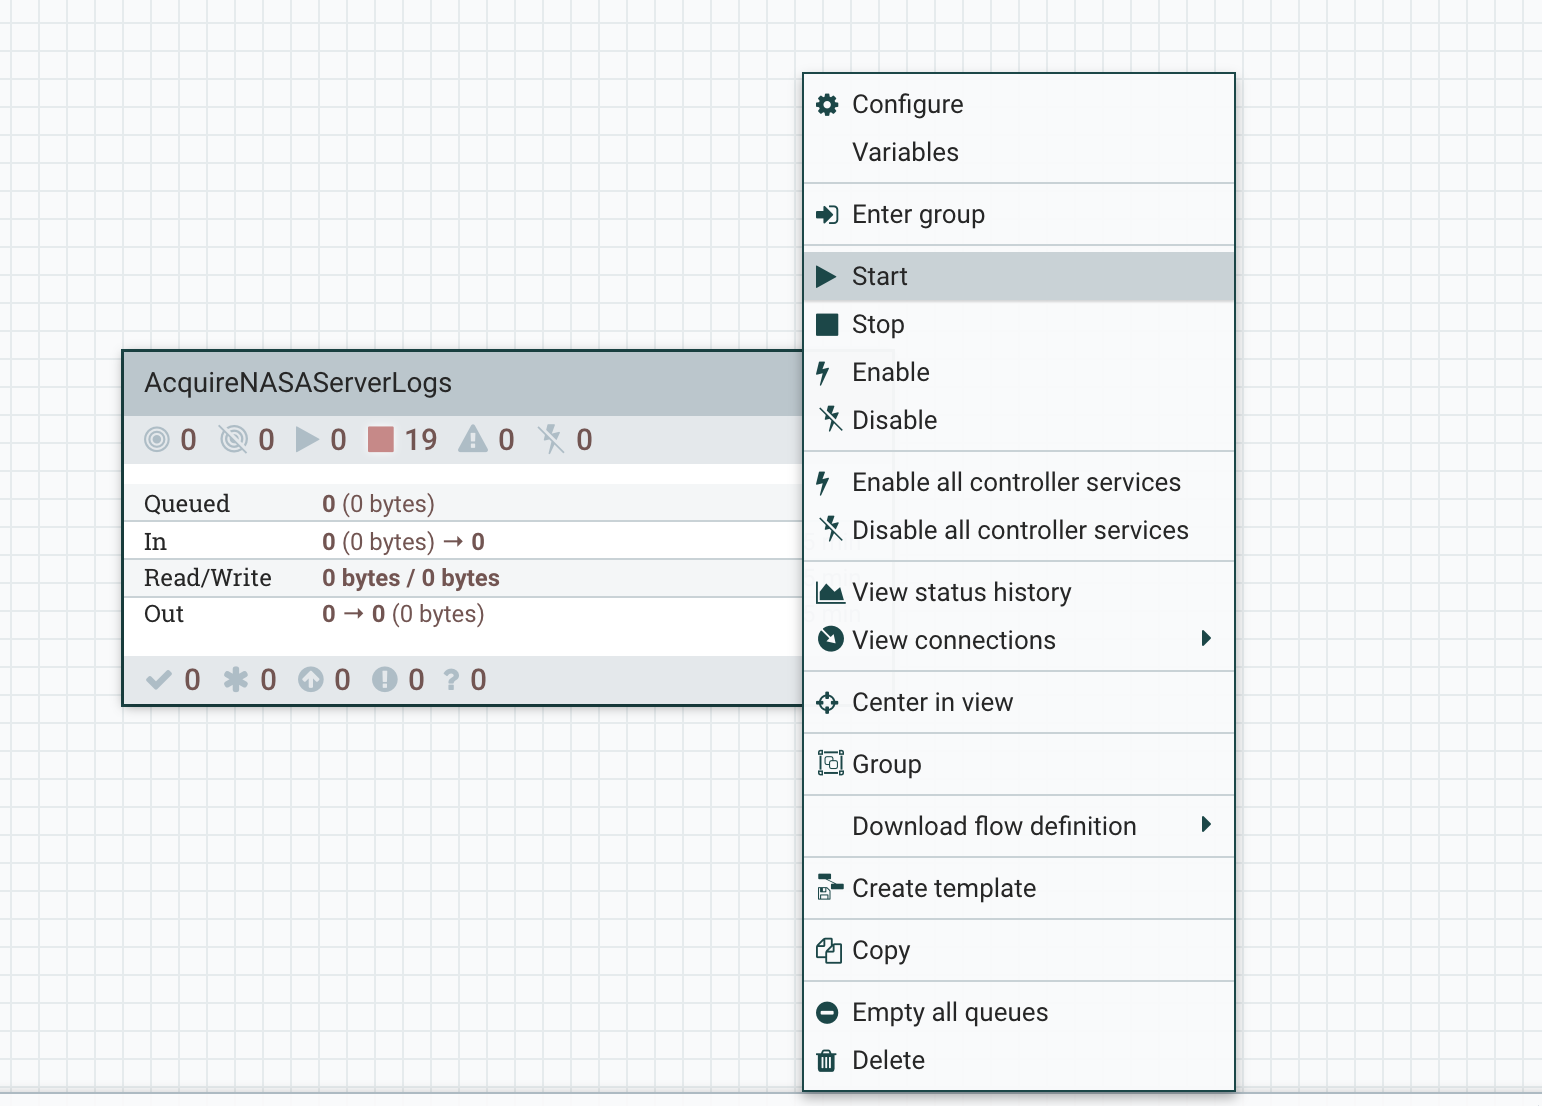 Configure
Variables
Enter group
Start
Stop
Enable
Disable
Enable all controller services
Disable all controller services
View status history
View connections
Center in view
Group
Download flow definition
Create template
Copy
Empty all queues
Delete
AcquireNASAServerLogs
0 0 0 19 0 0
Queued 0 (0 bytes)
In 0 (0 bytes) → 0
Read/Write 0 bytes / 0 bytes
Out 0 → 0 (0 bytes)
0 0 0 0 ? 0